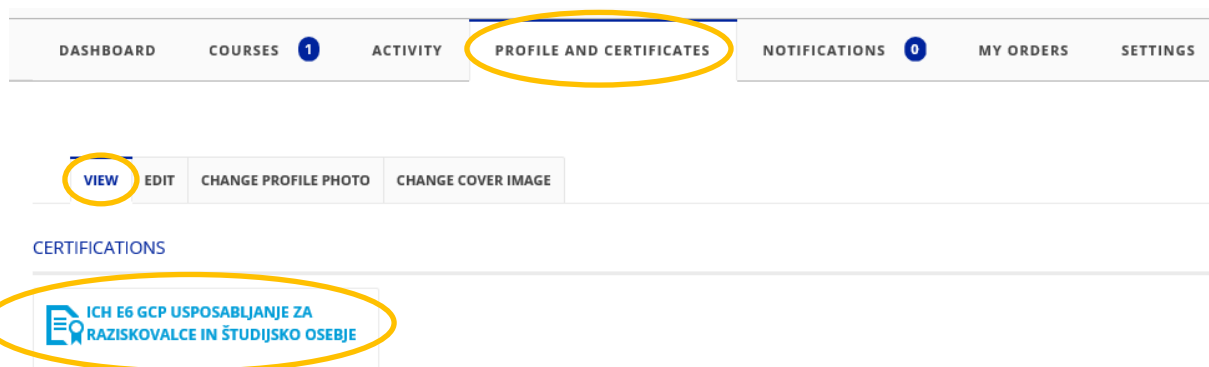 DASHBOARD COURSES 1 ACTIVITY PROFILE AND CERTIFICATES NOTIFICATIONS 0 MY ORDERS SETTINGS
VIEW EDIT CHANGE PROFILE PHOTO CHANGE COVER IMAGE
CERTIFICATIONS
ICH E6 GCP USPOSABLJANJE ZA
RAZISKOVALCE IN ŠTUDIJSKO OSEBJE